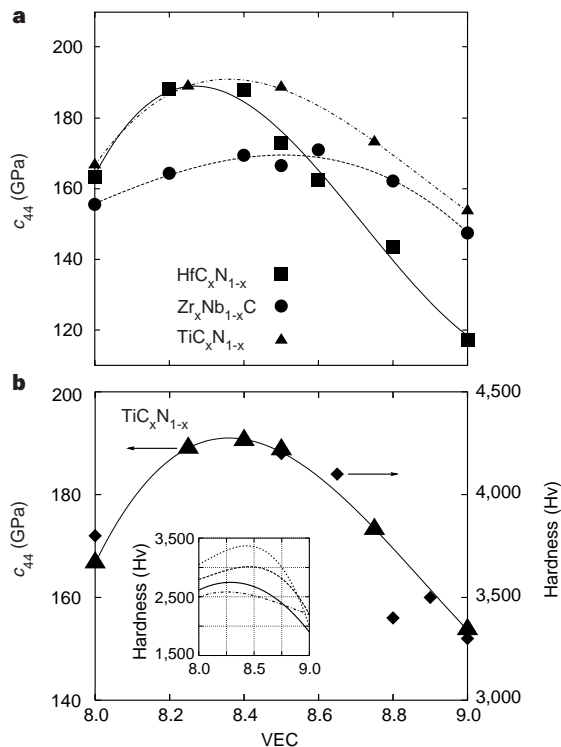 a
210
200
180
160
140
120
c44 (GPa)
HfCxN1-x
ZrxNb1-xC
TiCxN1-x
b
200
180
160
140
c44 (GPa)
TiCxN1-x
4,500
4,000
3,500
3,000
Hardness (Hv)
3,500
2,500
1,500
Hardness (Hv)
8.0 8.5 9.0
8.0 8.2 8.4 8.6 8.8 9.0
VEC